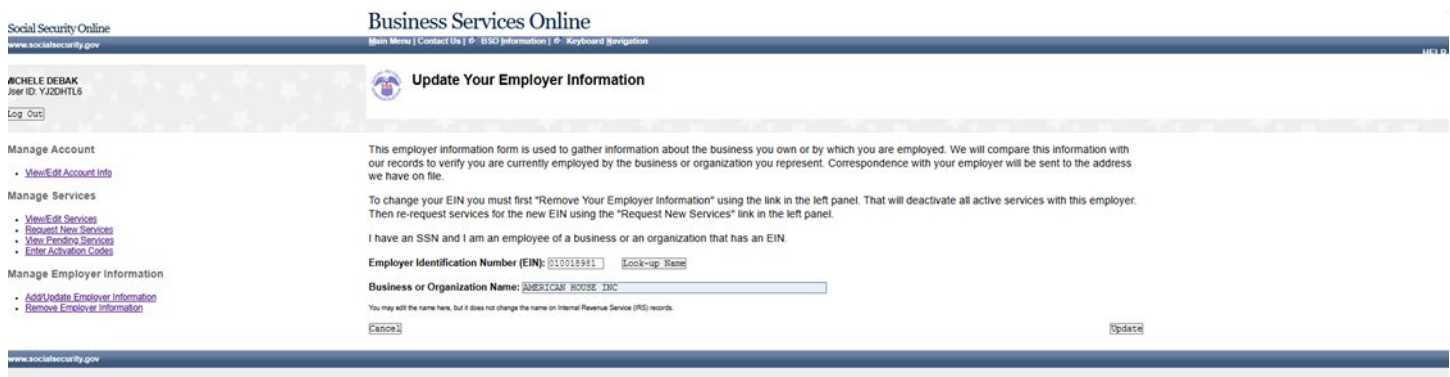 Social Security Online
Business Services Online
www.socialsecurity.gov
Main Menu | Contact Us | BSO Information | Keyboard Navigation
HELP
MICHELE DEBAK
User ID: YJ2DHTL6
Log Out
Update Your Employer Information
Manage Account
View/Edit Account Info
Manage Services
View/Edit Services
Request New Services
View Pending Services
Enter Activation Codes
Manage Employer Information
Add/Update Employer Information
Remove Employer Information
This employer information form is used to gather information about the business you own or by which you are employed. We will compare this information with
our records to verify you are currently employed by the business or organization you represent. Correspondence with your employer will be sent to the address
we have on file.
To change your EIN you must first "Remove Your Employer Information" using the link in the left panel. That will deactivate all active services with this employer.
Then re-request services for the new EIN using the "Request New Services" link in the left panel.
I have an SSN and I am an employee of a business or an organization that has an EIN.
Employer Identification Number (EIN): 010018981 Look-up Name
Business or Organization Name: AMERICAN HOUSE INC
You may edit the name here, but it does not change the name on Internal Revenue Service (IRS) records.
Cancel Update
www.socialsecurity.gov